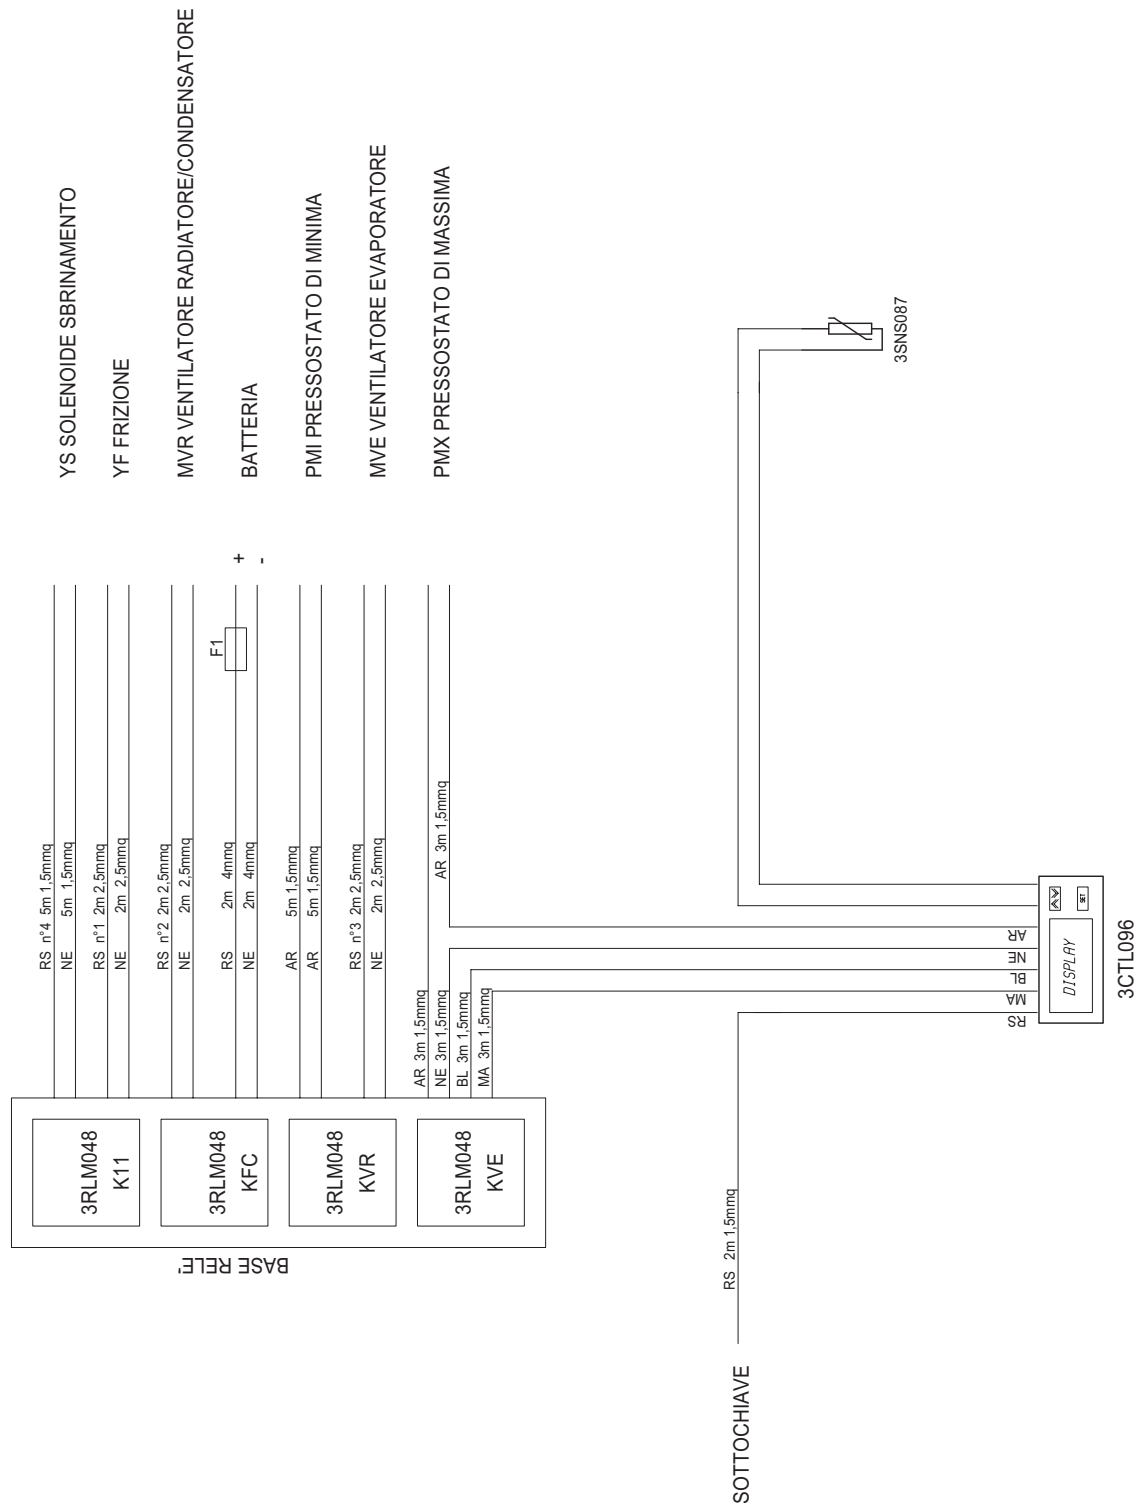 YS SOLENOIDE SBRINAMENTO
YF FRIZIONE
MVR VENTILATORE RADIATORE/CONDENSATORE
BATTERIA
PMI PRESSOSTATO DI MINIMA
MVE VENTILATORE EVAPORATORE
PMX PRESSOSTATO DI MASSIMA
+
-
F1
RS n°4 5m 1,5mmq
NE 5m 1,5mmq
RS n°1 2m 2,5mmq
NE 2m 2,5mmq
RS n°2 2m 2,5mmq
NE 2m 2,5mmq
RS 2m 4mmq
NE 2m 4mmq
AR 5m 1,5mmq
AR 5m 1,5mmq
RS n°3 2m 2,5mmq
NE 2m 2,5mmq
AR 3m 1,5mmq
AR 3m 1,5mmq
NE 3m 1,5mmq
BL 3m 1,5mmq
MA 3m 1,5mmq
3RLM048
K11
3RLM048
KFC
3RLM048
KVR
3RLM048
KVE
BASE RELE'
3SNS087
AR
NE
BL
MA
RS
DISPLAY
SET
3CTL096
RS 2m 1,5mmq
SOTTOCHIAVE